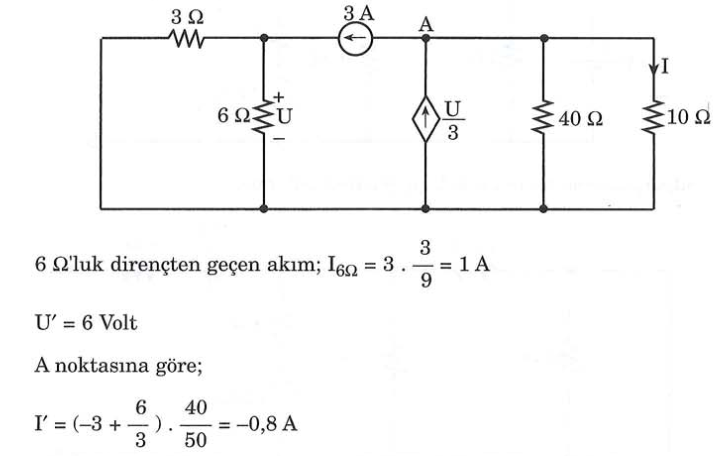 3 Ω
3 A
A
I
6 Ω
+
U
–
U
3
40 Ω
10 Ω
6 Ω'luk dirençten geçen akım; I6Ω = 3 . 3/9 = 1 A
U′ = 6 Volt
A noktasına göre;
I′ = (–3 + 6/3 ) . 40/50 = –0,8 A